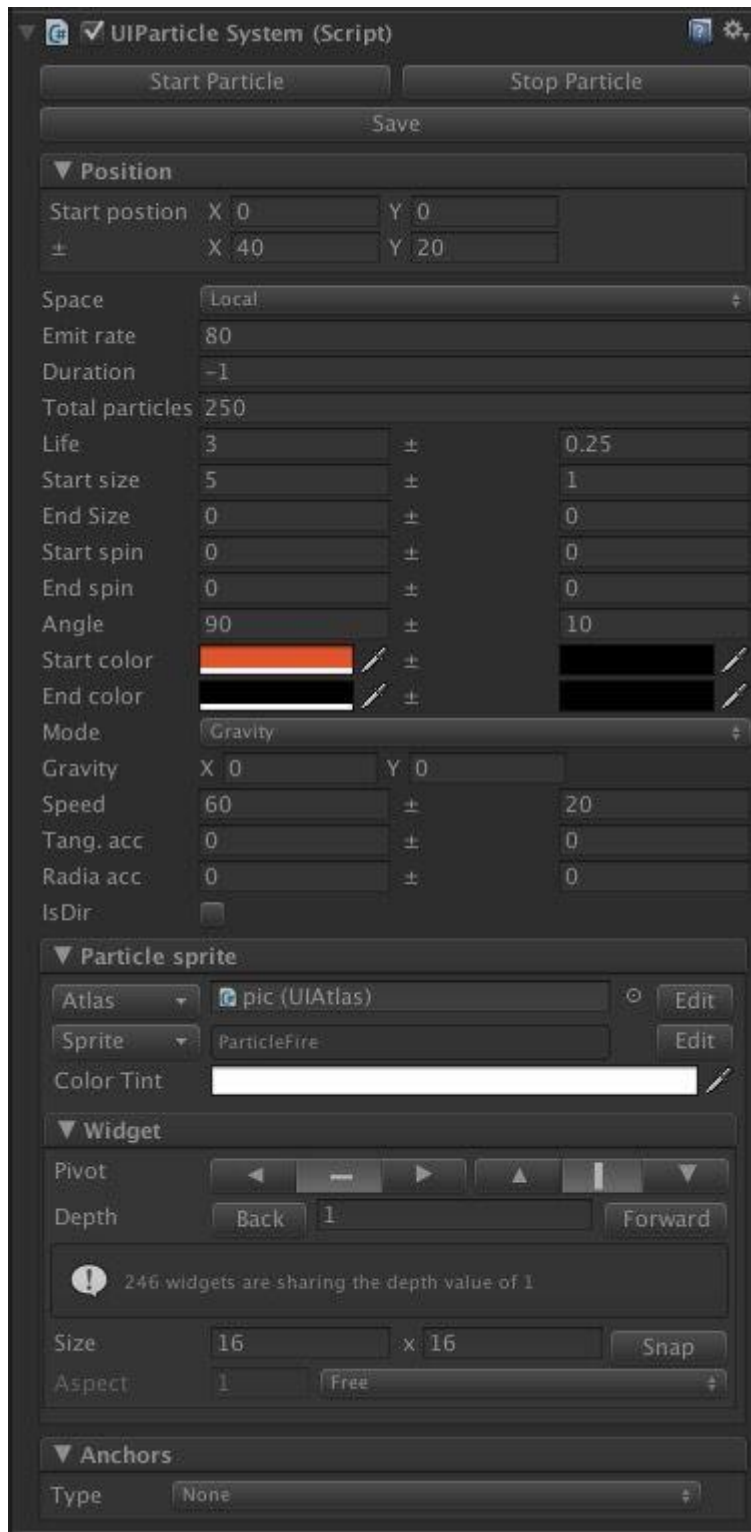 UIParticle System (Script)
Start Particle Stop Particle
Save
▼ Position
Start postion X 0 Y 0
± X 40 Y 20
Space Local
Emit rate 80
Duration -1
Total particles 250
Life 3 ± 0.25
Start size 5 ± 1
End Size 0 ± 0
Start spin 0 ± 0
End spin 0 ± 0
Angle 90 ± 10
Start color ±
End color ±
Mode Gravity
Gravity X 0 Y 0
Speed 60 ± 20
Tang. acc 0 ± 0
Radia acc 0 ± 0
IsDir
▼ Particle sprite
Atlas pic (UIAtlas) Edit
Sprite ParticleFire Edit
Color Tint
▼ Widget
Pivot
Depth Back 1 Forward
246 widgets are sharing the depth value of 1
Size 16 x 16 Snap
Aspect 1 Free
▼ Anchors
Type None